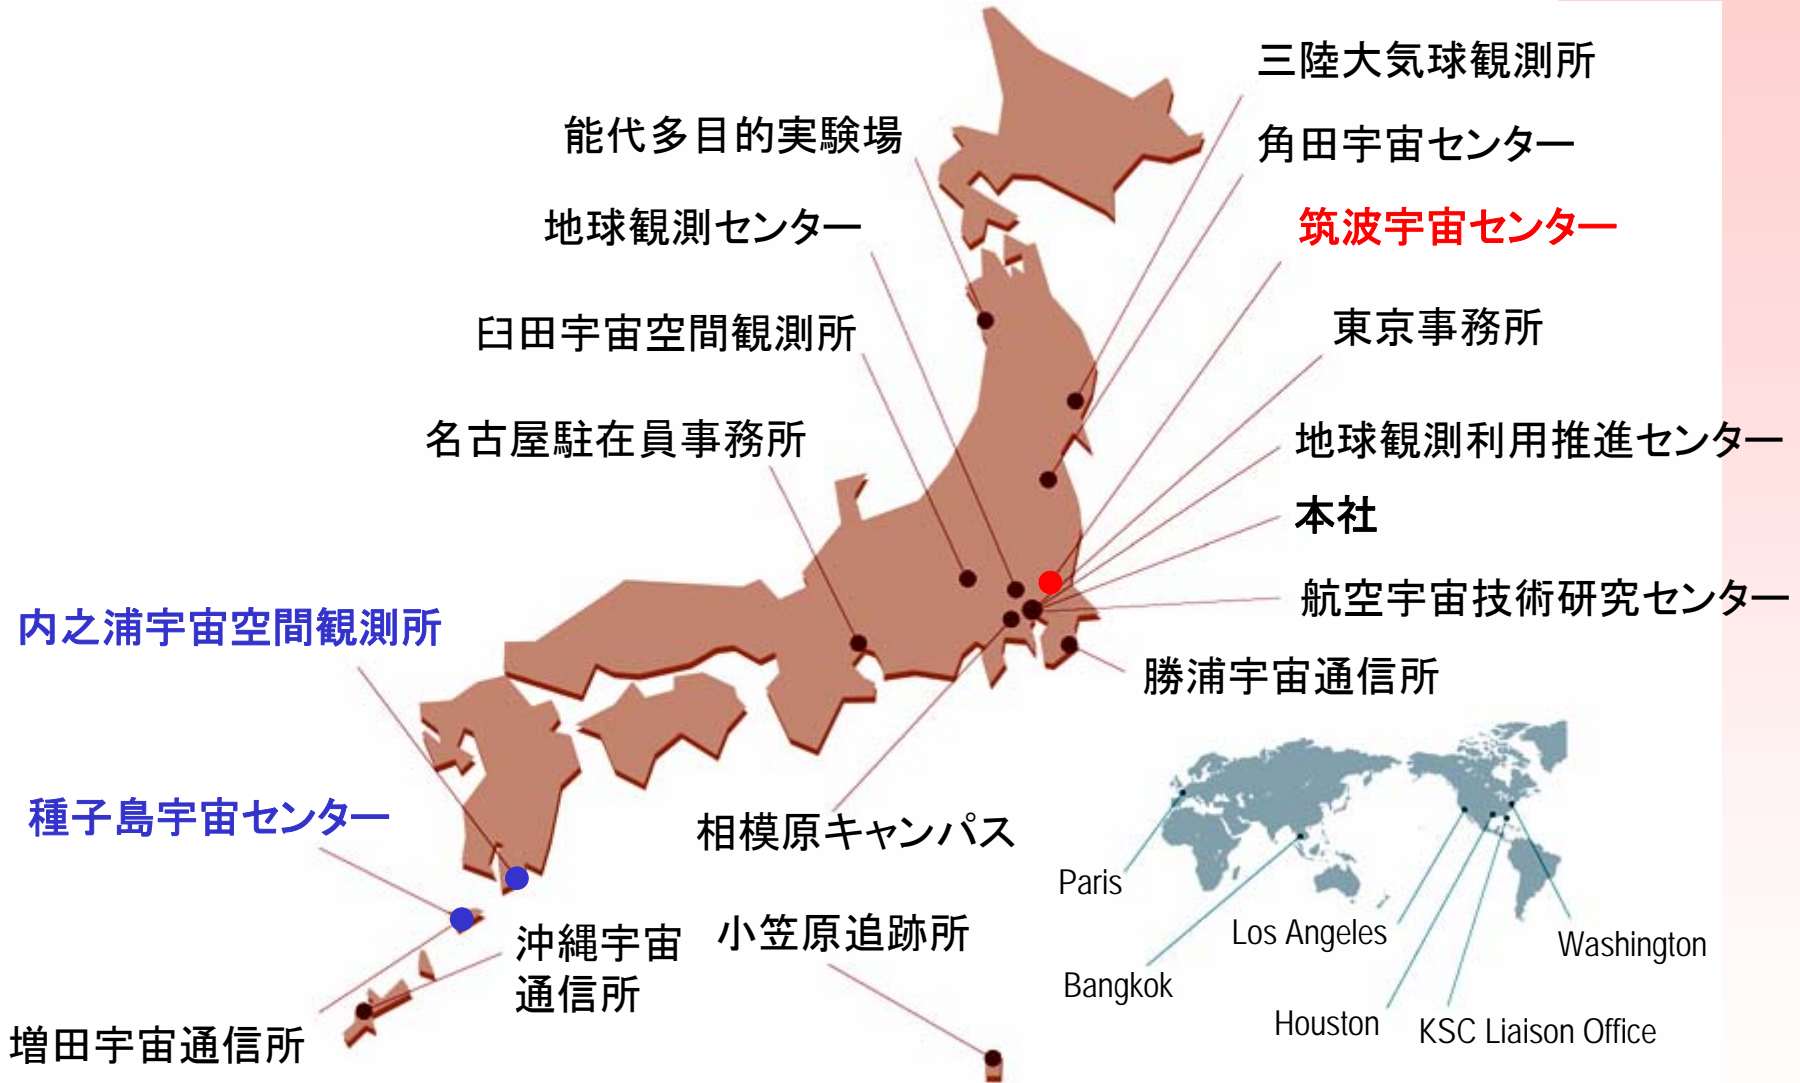 三陸大気球観測所
能代多目的実験場
角田宇宙センター
地球観測センター
筑波宇宙センター
臼田宇宙空間観測所
東京事務所
名古屋駐在員事務所
地球観測利用推進センター
本社
航空宇宙技術研究センター
内之浦宇宙空間観測所
勝浦宇宙通信所
種子島宇宙センター
相模原キャンパス
Paris
小笠原追跡所
Los Angeles
Washington
沖縄宇宙
通信所
Bangkok
Houston
KSC Liaison Office
増田宇宙通信所